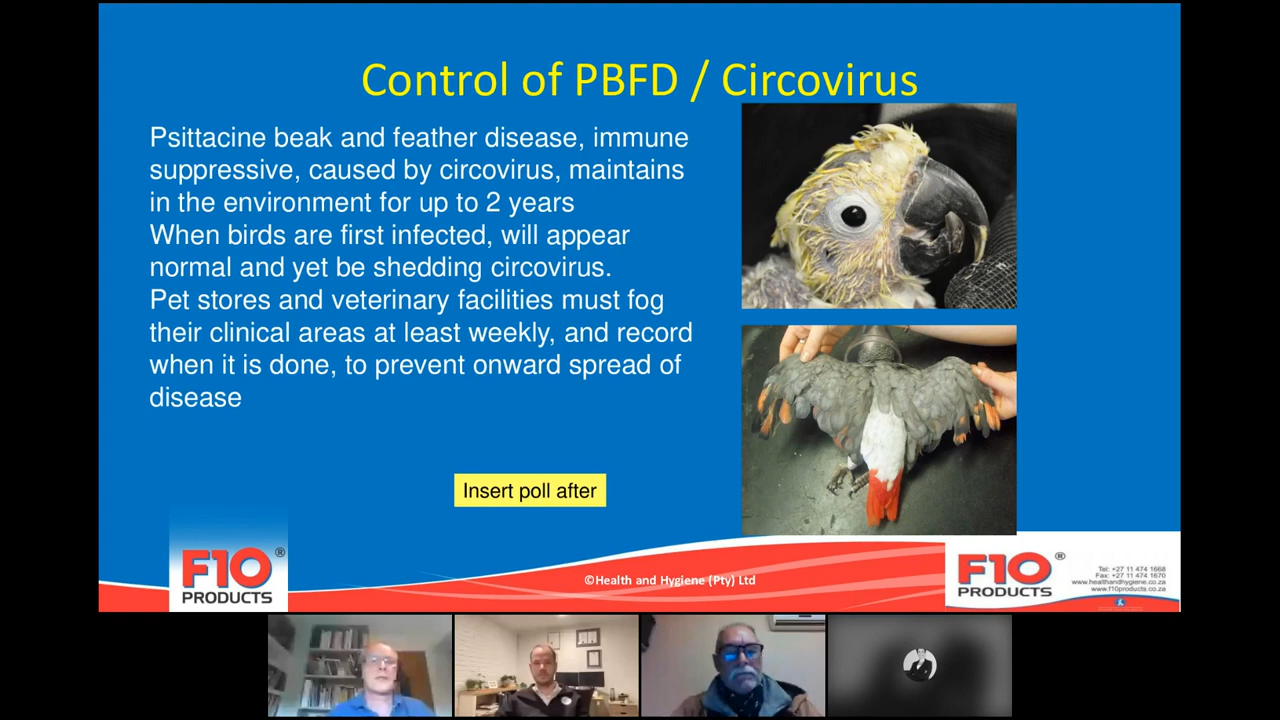 Control of PBFD / Circovirus
Psittacine beak and feather disease, immune
suppressive, caused by circovirus, maintains
in the environment for up to 2 years
When birds are first infected, will appear
normal and yet be shedding circovirus.
Pet stores and veterinary facilities must fog
their clinical areas at least weekly, and record
when it is done, to prevent onward spread of
disease
Insert poll after
F10®
PRODUCTS
©Health and Hygiene (Pty) Ltd
F10®
PRODUCTS
Tel: +27 11 474 1668
Fax: +27 11 474 1670
www.healthandhygiene.co.za
www.f10products.co.za